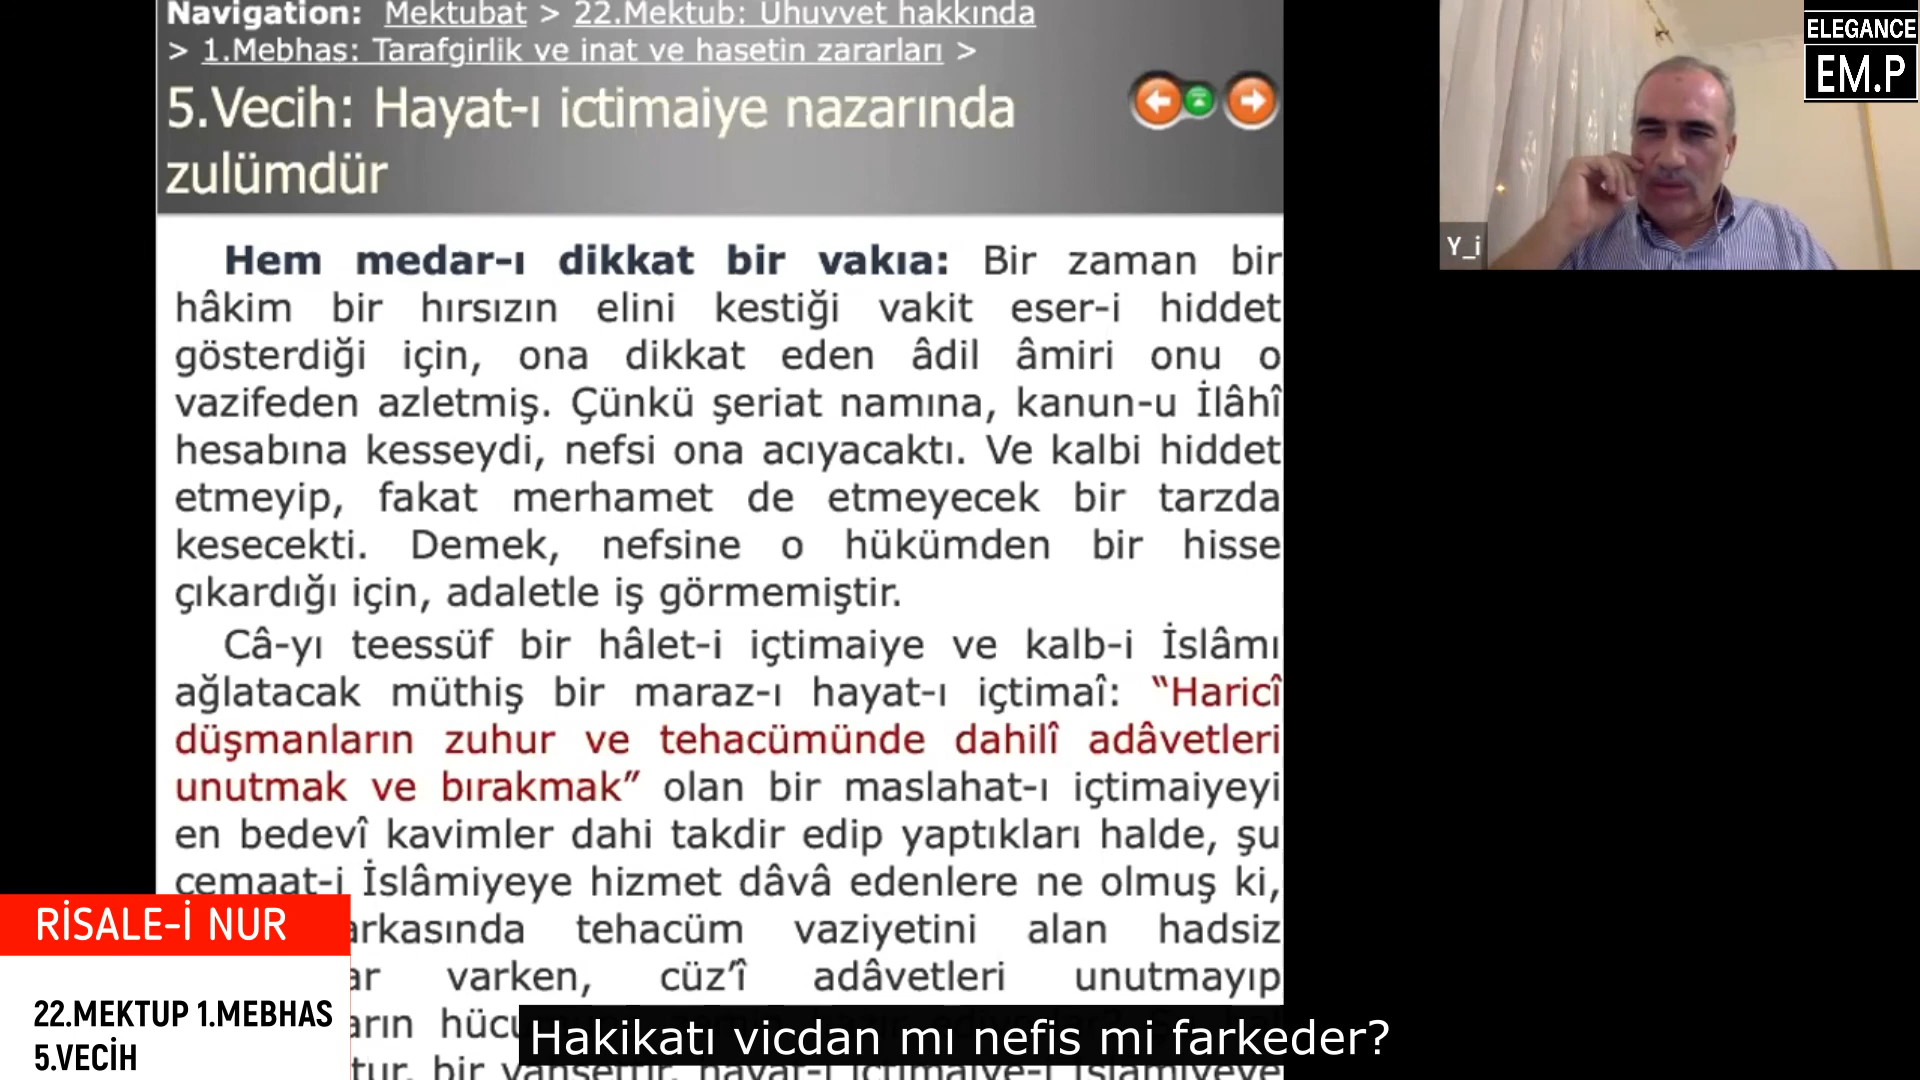 Navigation: Mektubat > 22.Mektub: Uhuvvet hakkında
> 1.Mebhas: Tarafgirlik ve inat ve hasetin zararları >
5.Vecih: Hayat-ı ictimaiye nazarında
zulümdür
Hem medar-ı dikkat bir vakıa: Bir zaman bir
hâkim bir hırsızın elini kestiği vakit eser-i hiddet
gösterdiği için, ona dikkat eden âdil âmiri onu o
vazifeden azletmiş. Çünkü şeriat namına, kanun-u İlâhî
hesabına kesseydi, nefsi ona acıyacaktı. Ve kalbi hiddet
etmeyip, fakat merhamet de etmeyecek bir tarzda
kesecekti. Demek, nefsine o hükümden bir hisse
çıkardığı için, adaletle iş görmemiştir.
Câ-yı teessüf bir hâlet-i içtimaiye ve kalb-i İslâmı
ağlatacak müthiş bir maraz-ı hayat-ı içtimaî: “Haricî
düşmanların zuhur ve tehacümünde dahilî adâvetleri
unutmak ve bırakmak” olan bir maslahat-ı içtimaiyeyi
en bedevî kavimler dahi takdir edip yaptıkları halde, şu
cemaat-i İslâmiyeye hizmet dâvâ edenlere ne olmuş ki,
arkasında tehacüm vaziyetini alan hadsiz
varken, cüz’î adâvetleri unutmayıp
Hakikatı vicdan mı nefis mi farkeder?
RİSALE-İ NUR
22.MEKTUP 1.MEBHAS
5.VECİH
ELEGANCE
EM.P
Y_i